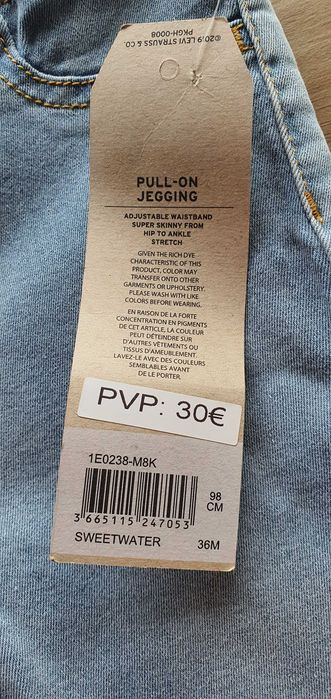 ©2019 LEVI STRAUSS & CO.
PKGH-0008
PULL-ON
JEGGING
ADJUSTABLE WAISTBAND
SUPER SKINNY FROM
HIP TO ANKLE
STRETCH
GIVEN THE RICH DYE
CHARACTERISTIC OF THIS
PRODUCT, COLOR MAY
TRANSFER ONTO OTHER
GARMENTS OR UPHOLSTERY.
PLEASE WASH WITH LIKE
COLORS BEFORE WEARING.
EN RAISON DE LA FORTE
CONCENTRATION EN PIGMENTS
DE CET ARTICLE, LA COULEUR
PEUT DÉTEINDRE SUR
D'AUTRES VÊTEMENTS OU
TISSUS D'AMEUBLEMENT.
LAVEZ-LE AVEC DES COULEURS
SEMBLABLES AVANT
DE LE PORTER.
PVP: 30€
1E0238-M8K
98
CM
3 665115 247053
SWEETWATER 36M